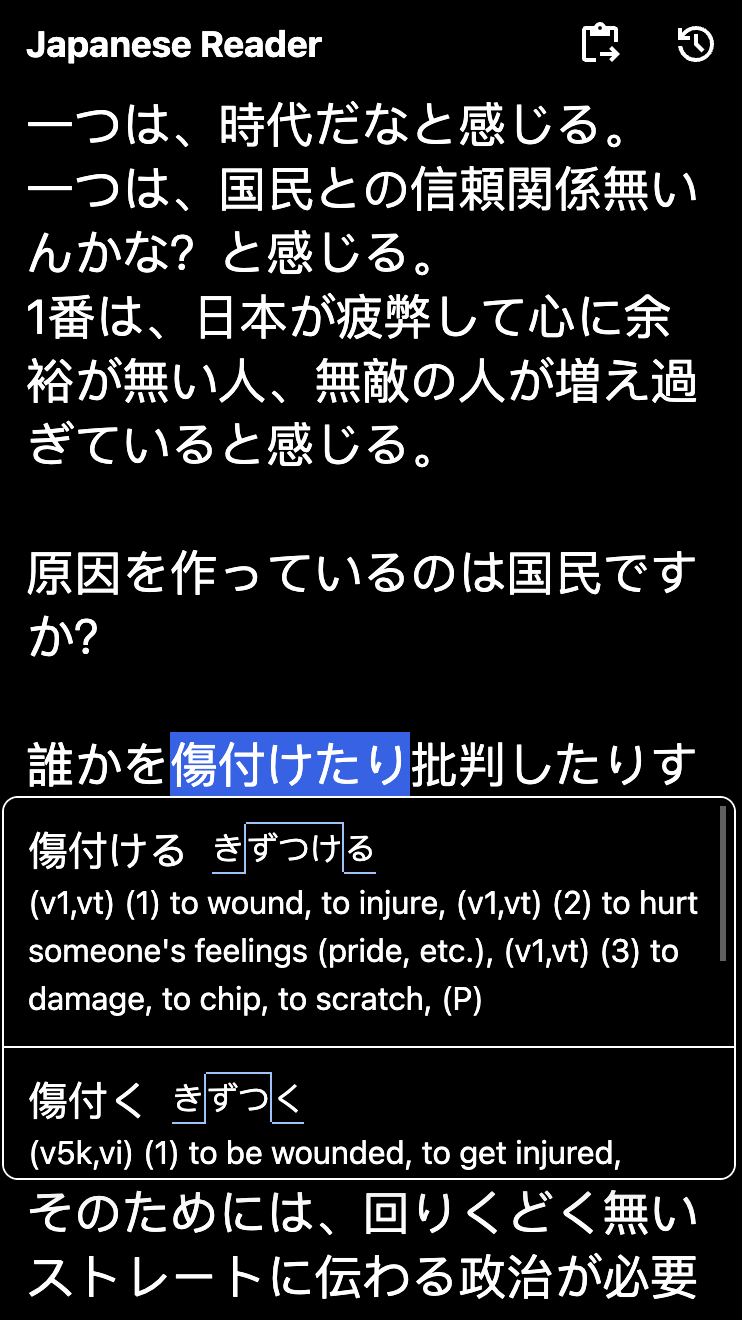 Japanese Reader
一つは、時代だなと感じる。
一つは、国民との信頼関係無い
んかな？と感じる。
1番は、日本が疲弊して心に余
裕が無い人、無敵の人が増え過
ぎていると感じる。
原因を作っているのは国民です
か？
誰かを傷付けたり批判したりす
傷付ける きずつける
(v1,vt) (1) to wound, to injure, (v1,vt) (2) to hurt
someone's feelings (pride, etc.), (v1,vt) (3) to
damage, to chip, to scratch, (P)
傷付く きずつく
(v5k,vi) (1) to be wounded, to get injured,
そのためには、回りくどく無い
ストレートに伝わる政治が必要